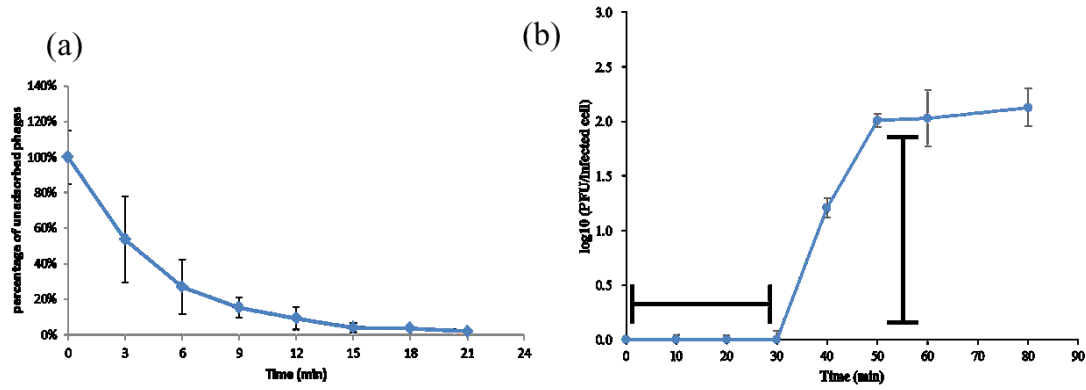 (a)
140%
120%
100%
80%
60%
40%
20%
0%
percentage of unadsorbed phages
0 3 6 9 12 15 18 21 24
Time (min)
(b)
3.0
2.5
2.0
1.5
1.0
0.5
0.0
log10 (PFU/Infected cell)
0 10 20 30 40 50 60 70 80 90
Time (min)